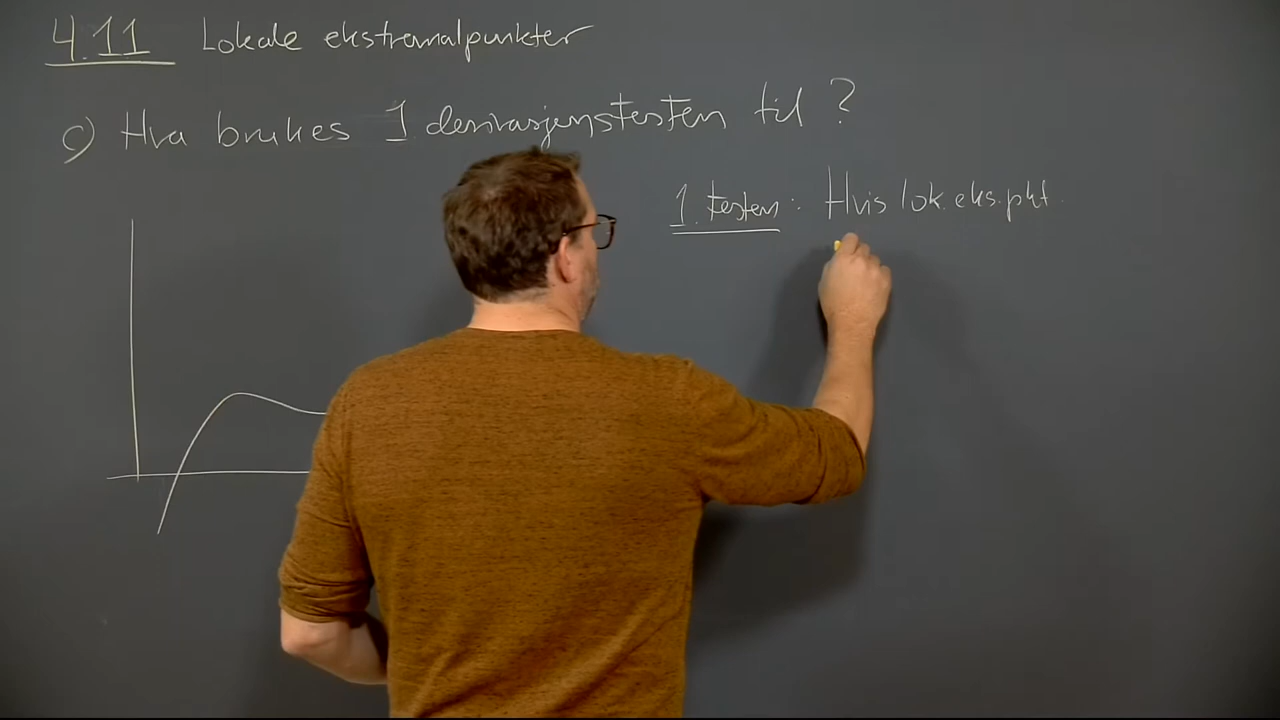 4.11 Lokale ekstremalpunkter
c) Hva brukes 1 derivasjonstesten til?
1. testen: Hvis lok. eks. pkt.